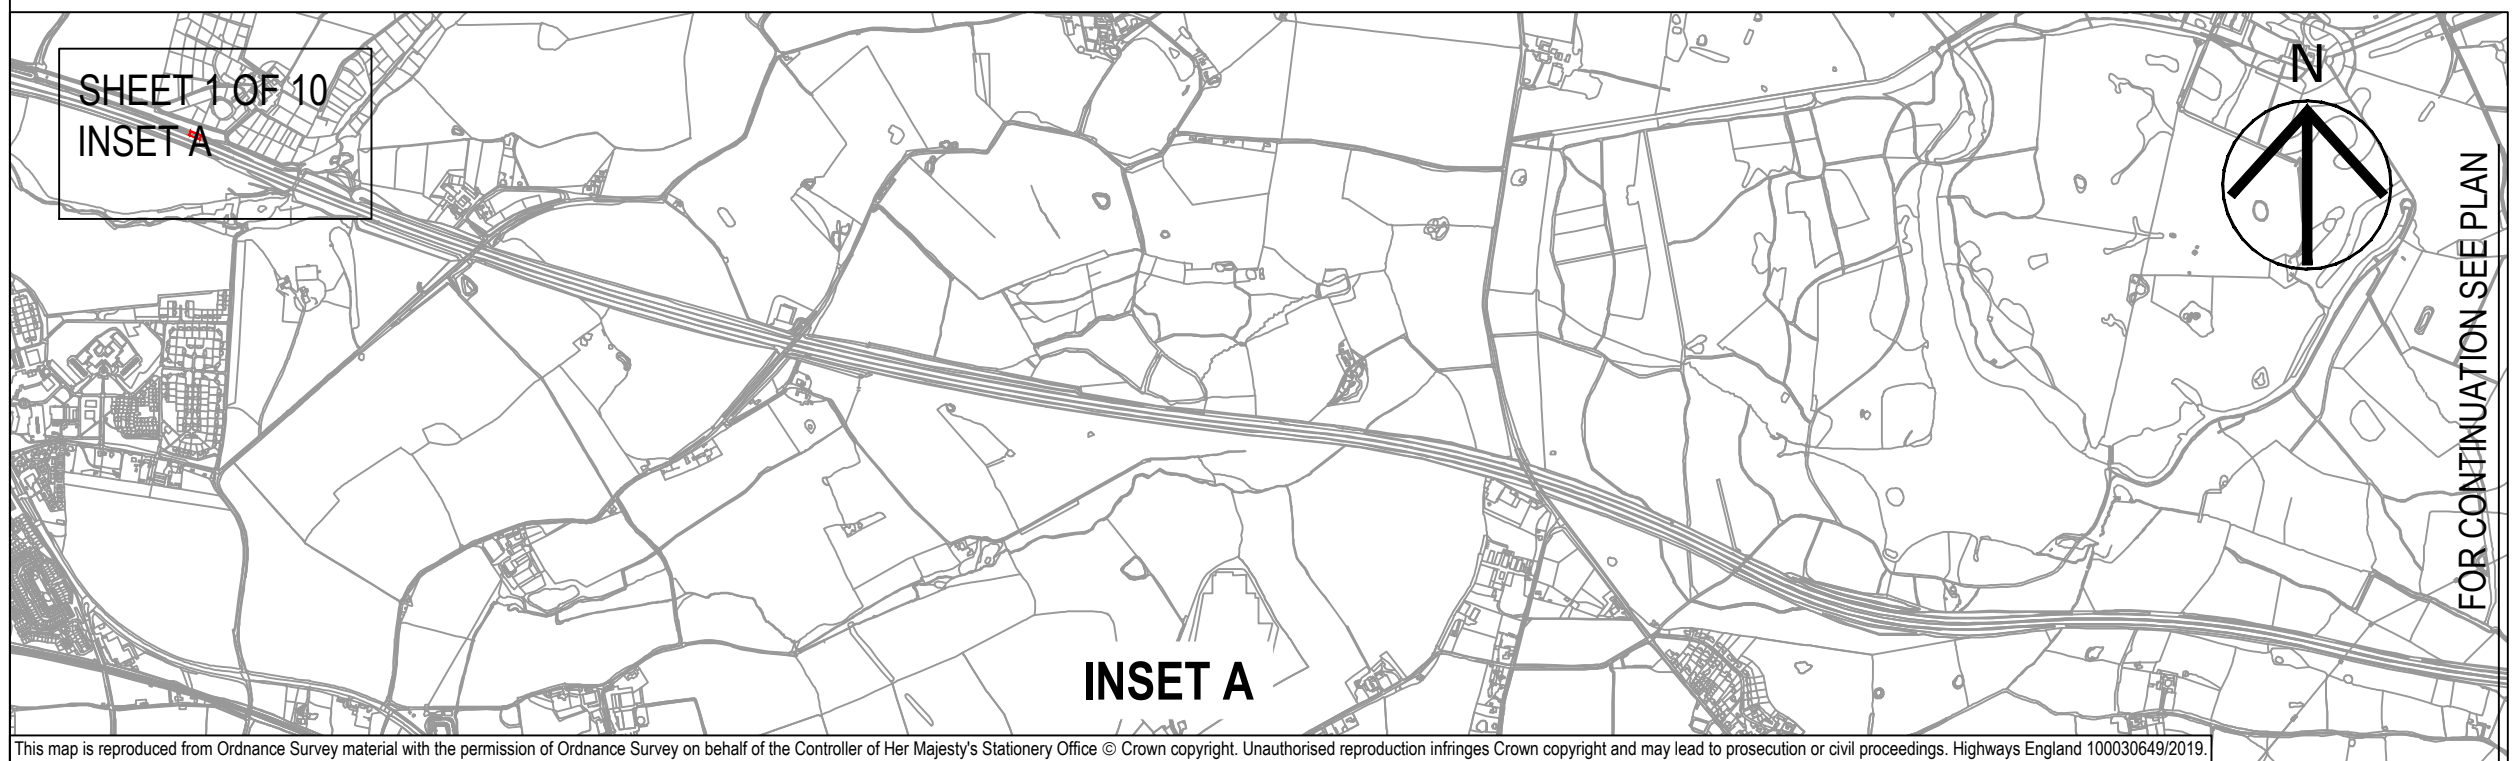 SHEET 1 OF 10
INSET A
N
FOR CONTINUATION SEE PLAN
INSET A
This map is reproduced from Ordnance Survey material with the permission of Ordnance Survey on behalf of the Controller of Her Majesty's Stationery Office © Crown copyright. Unauthorised reproduction infringes Crown copyright and may lead to prosecution or civil proceedings. Highways England 100030649/2019.